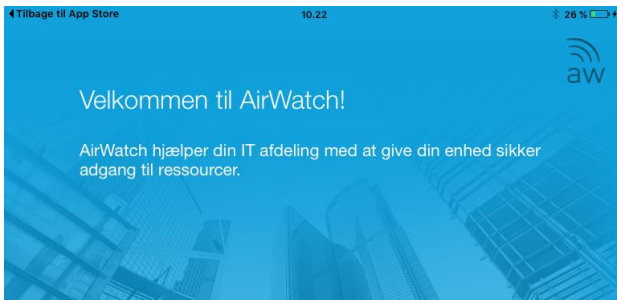 Tilbage til App Store 10.22 26 %
aw
Velkommen til AirWatch!
AirWatch hjælper din IT afdeling med at give din enhed sikker
adgang til ressourcer.